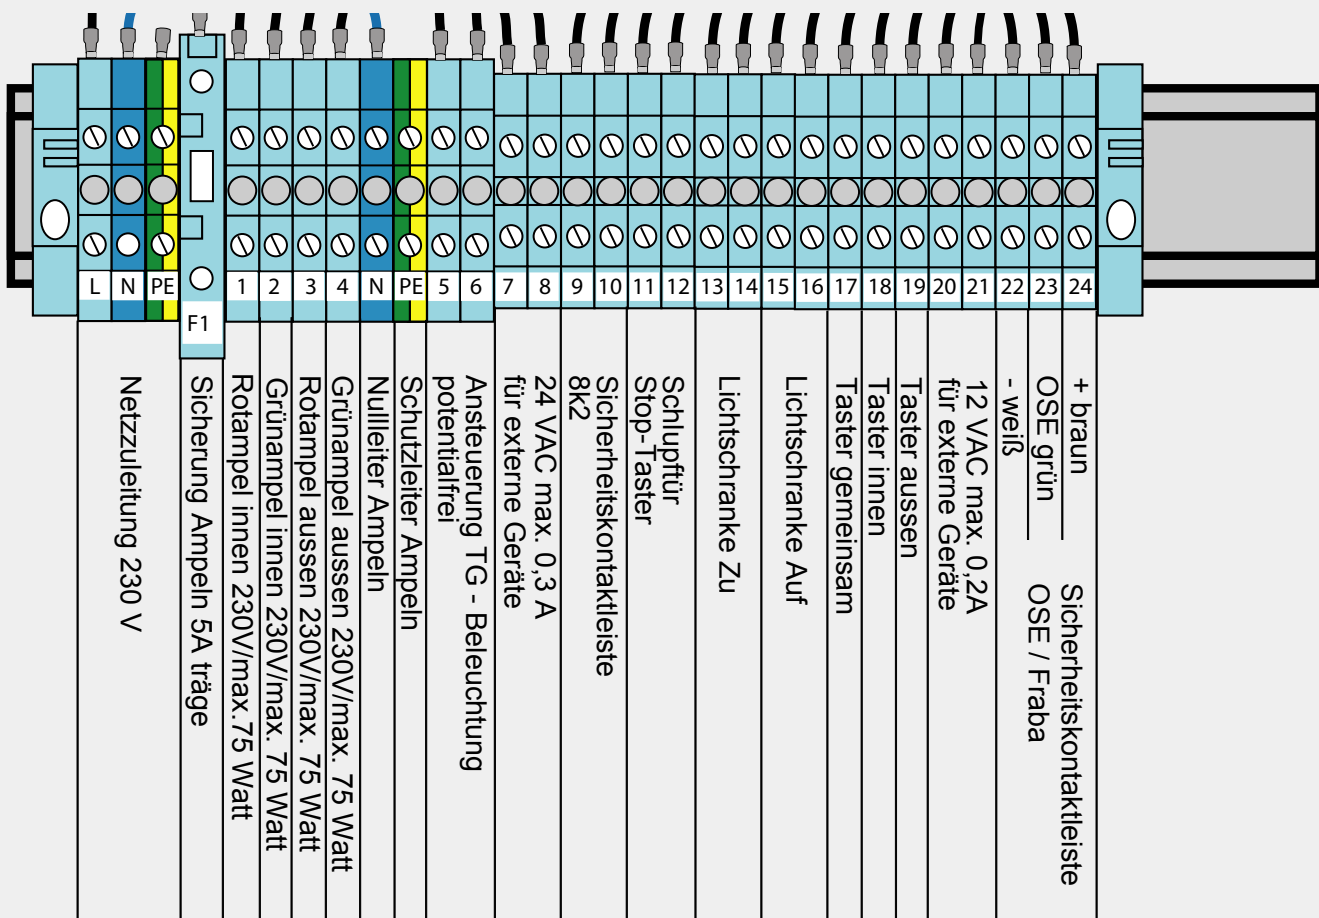 L N PE 1 2 3 4 N PE 5 6 7 8 9 10 11 12 13 14 15 16 17 18 19 20 21 22 23 24
F1
Netzzuleitung 230 V
Sicherung Ampeln 5A träge
Rotampel innen 230V/max.75 Watt
Grünampel innen 230V/max. 75 Watt
Rotampel aussen 230V/max. 75 Watt
Grünampel aussen 230V/max. 75 Watt
Nullleiter Ampeln
Schutzleiter Ampeln
Ansteuerung TG - Beleuchtung
potentialfrei
24 VAC max. 0,3 A
für externe Geräte
Sicherheitskontaktleiste
8k2
Schlupftür
Stop-Taster
Lichtschranke Zu
Lichtschranke Auf
Taster gemeinsam
Taster innen
Taster aussen
12 VAC max. 0,2A
für externe Geräte
- weiß
OSE grün
+ braun
Sicherheitskontaktleiste
OSE / Fraba